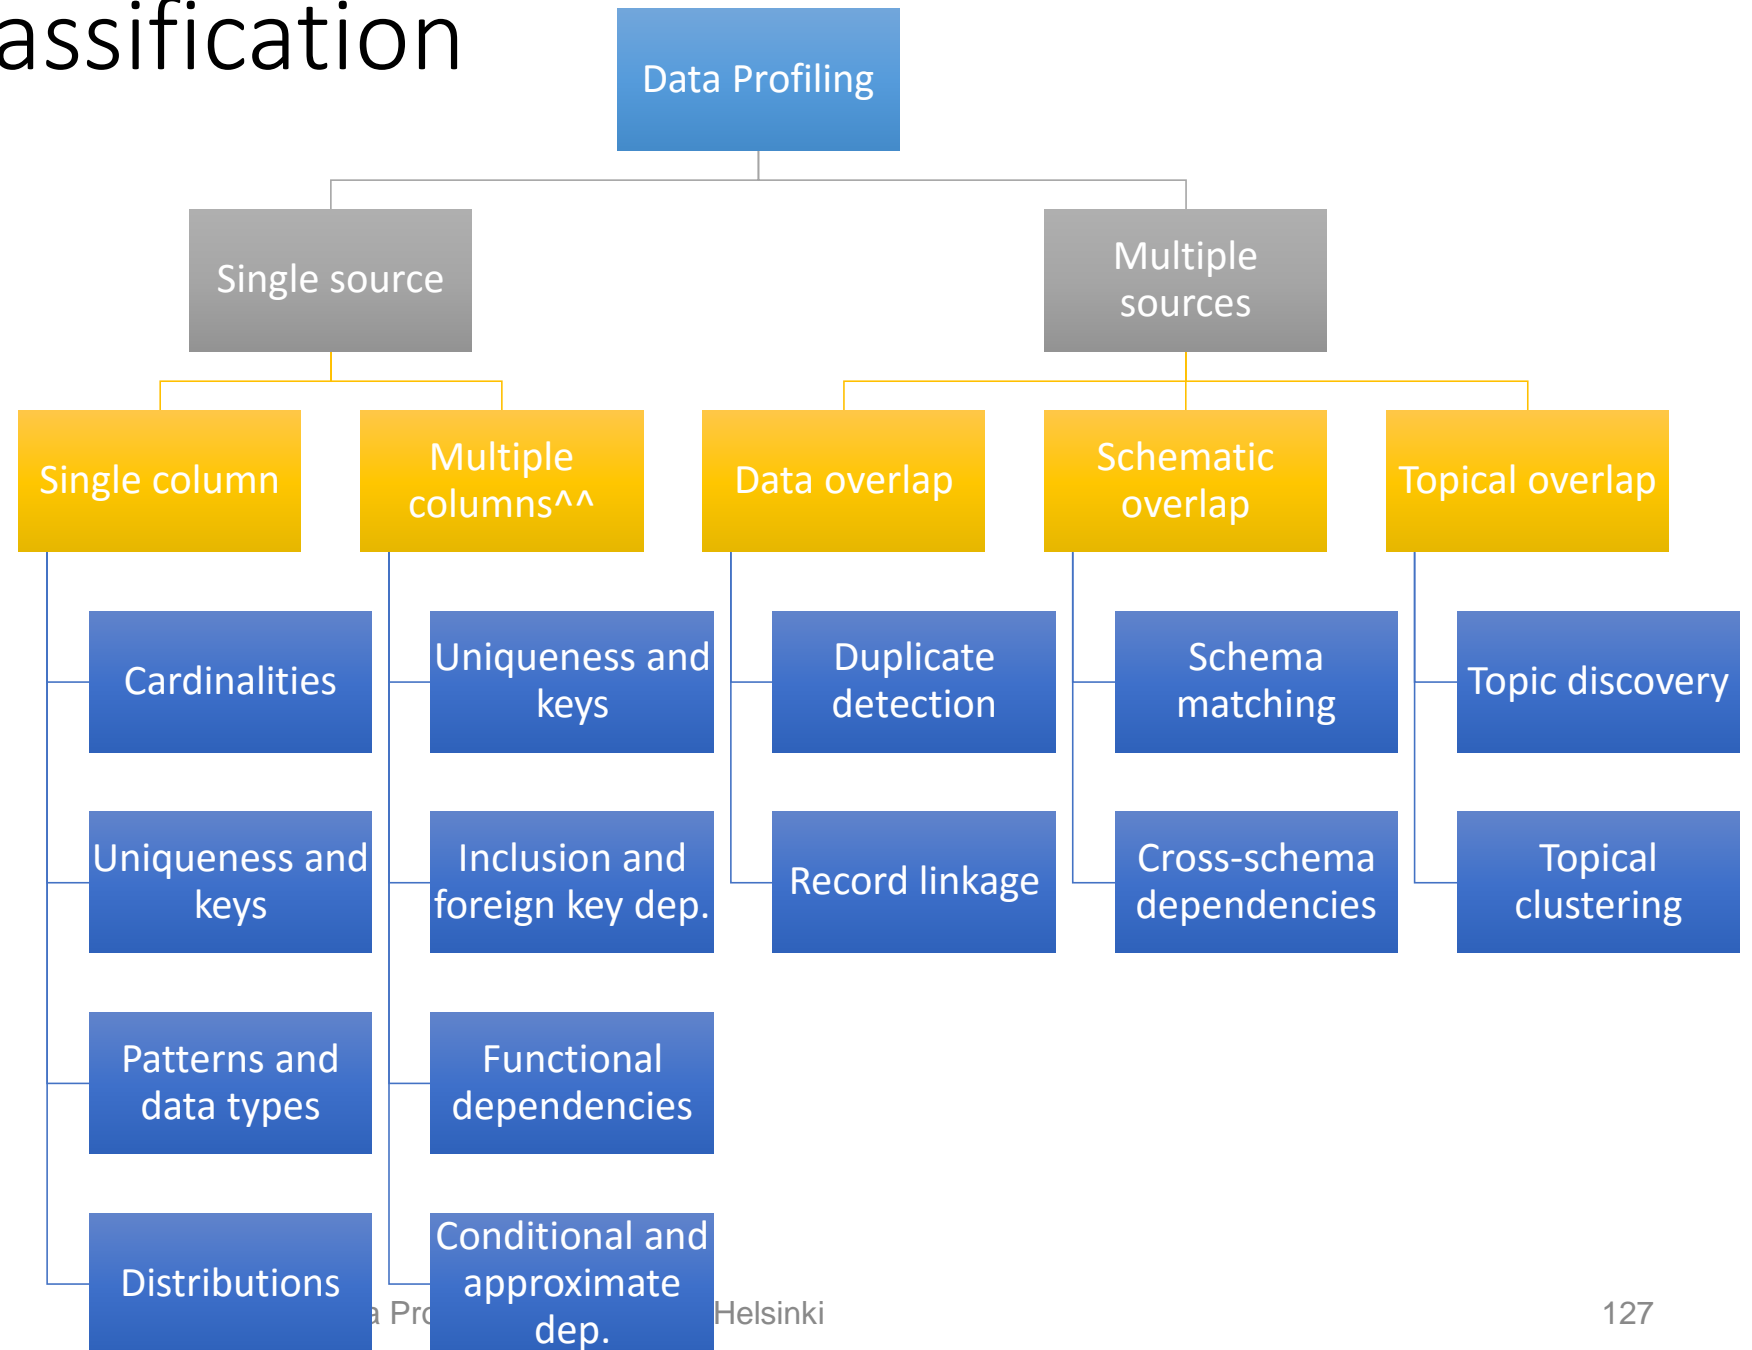 assification
Data Profiling
Single source
Multiple
sources
Single column
Multiple
columns^^
Data overlap
Schematic
overlap
Topical overlap
Cardinalities
Uniqueness and
keys
Duplicate
detection
Schema
matching
Topic discovery
Uniqueness and
keys
Inclusion and
foreign key dep.
Record linkage
Cross-schema
dependencies
Topical
clustering
Patterns and
data types
Functional
dependencies
Distributions
Conditional and
approximate
dep.
a Pro
Helsinki
127